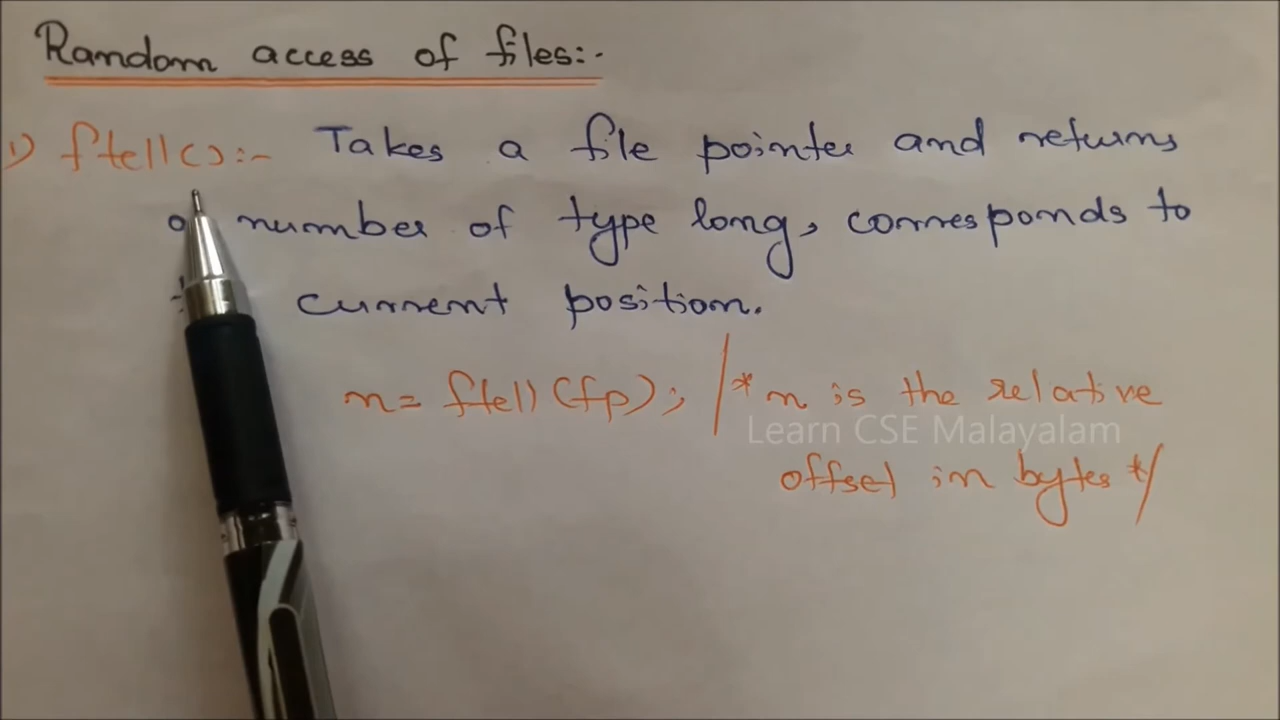 Random access of files:-
1) ftell():- Takes a file pointer and returns
a number of type long, corresponds to
current position.
n= ftell(fp); /* n is the relative
Learn CSE Malayalam
offset in bytes */